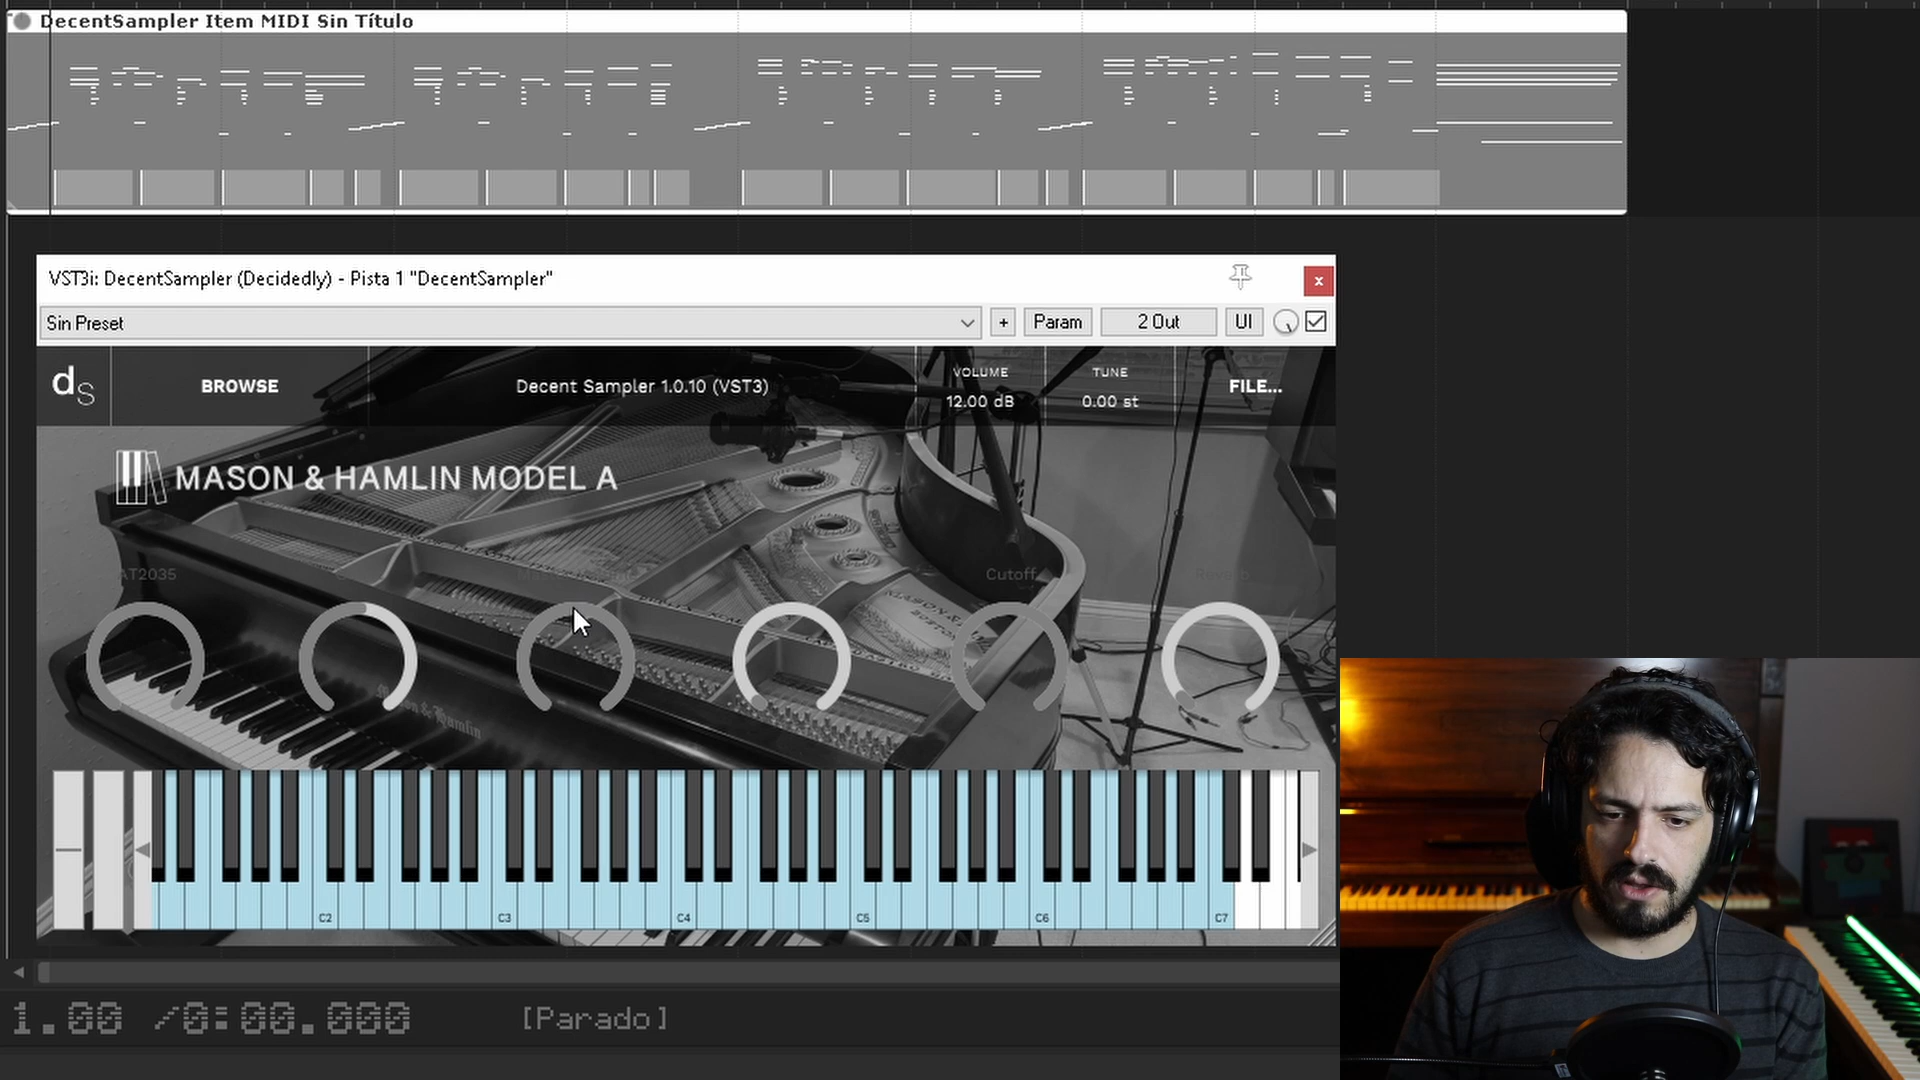 DecentSampler Item MIDI Sin Título
VST3i: DecentSampler (Decidedly) - Pista 1 "DecentSampler"
x
Sin Preset
+
Param
2 Out
UI
dS
BROWSE
Decent Sampler 1.0.10 (VST3)
VOLUME
12.00 dB
TUNE
0.00 st
FILE...
MASON & HAMLIN MODEL A
AT2035
Cutoff
Reverb
C2 C3 C4 C5 C6 C7
1.00 /0:00.000
[Parado]